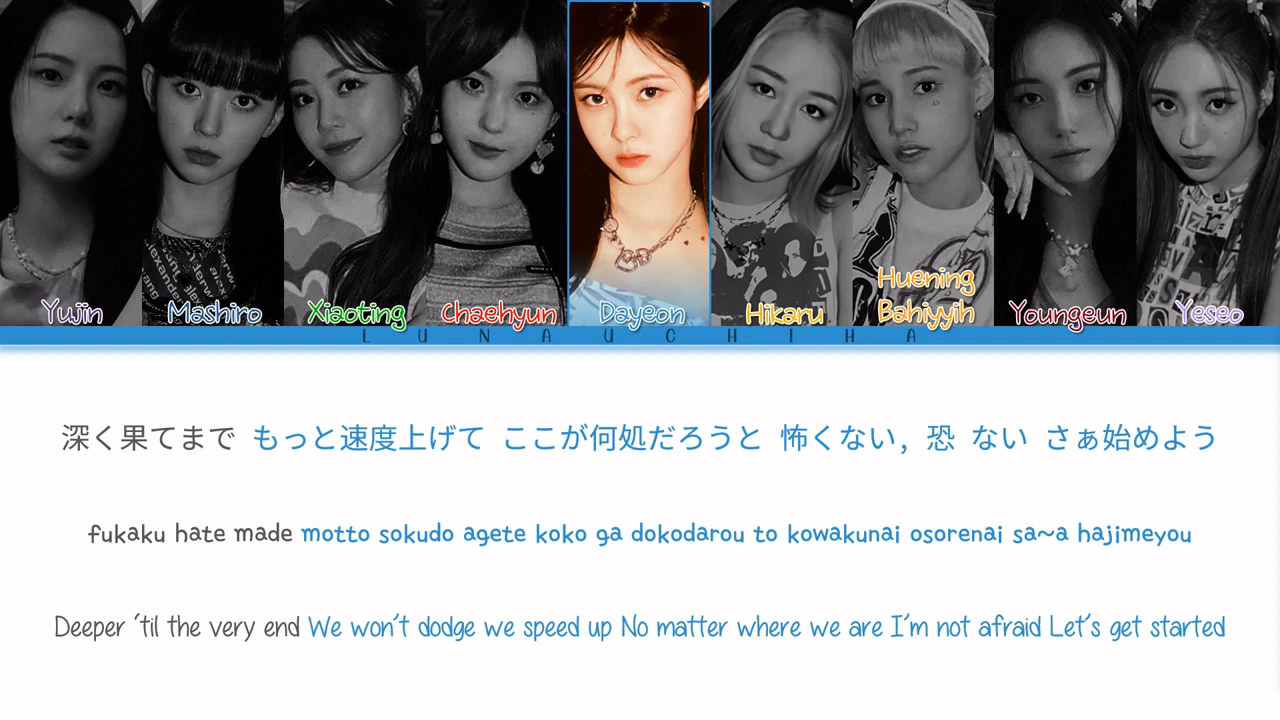 Yujin
Mashiro
Xiaoting
Chaehyun
Dayeon
Hikaru
Huening
Bahiyyih
Youngeun
Yeseo
L U N A U C H I H A
深く果てまで もっと速度上げて ここが何処だろうと 怖くない, 恐 ない さぁ始めよう
fukaku hate made motto sokudo agete koko ga dokodarou to kowakunai osorenai sa~a hajimeyou
Deeper 'til the very end We won't dodge we speed up No matter where we are I'm not afraid Let's get started